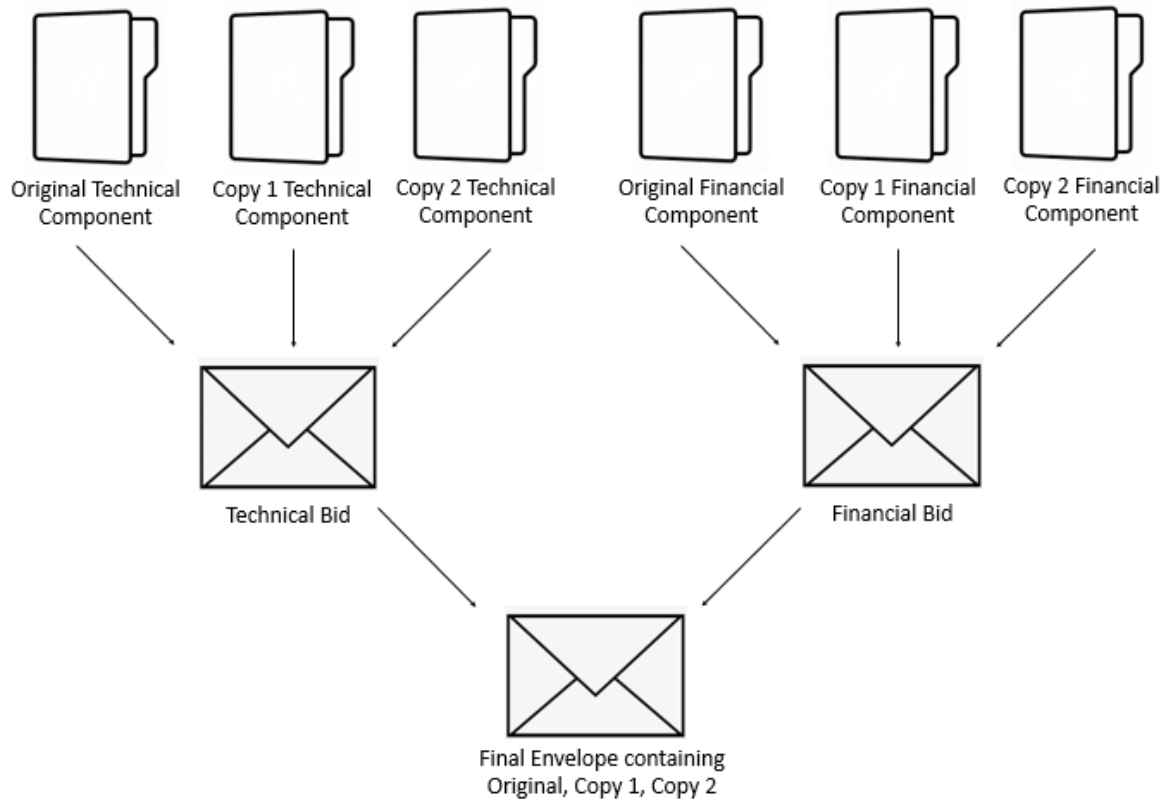 Original Technical
Component
Copy 1 Technical
Component
Copy 2 Technical
Component
Original Financial
Component
Copy 1 Financial
Component
Copy 2 Financial
Component
Technical Bid
Financial Bid
Final Envelope containing
Original, Copy 1, Copy 2